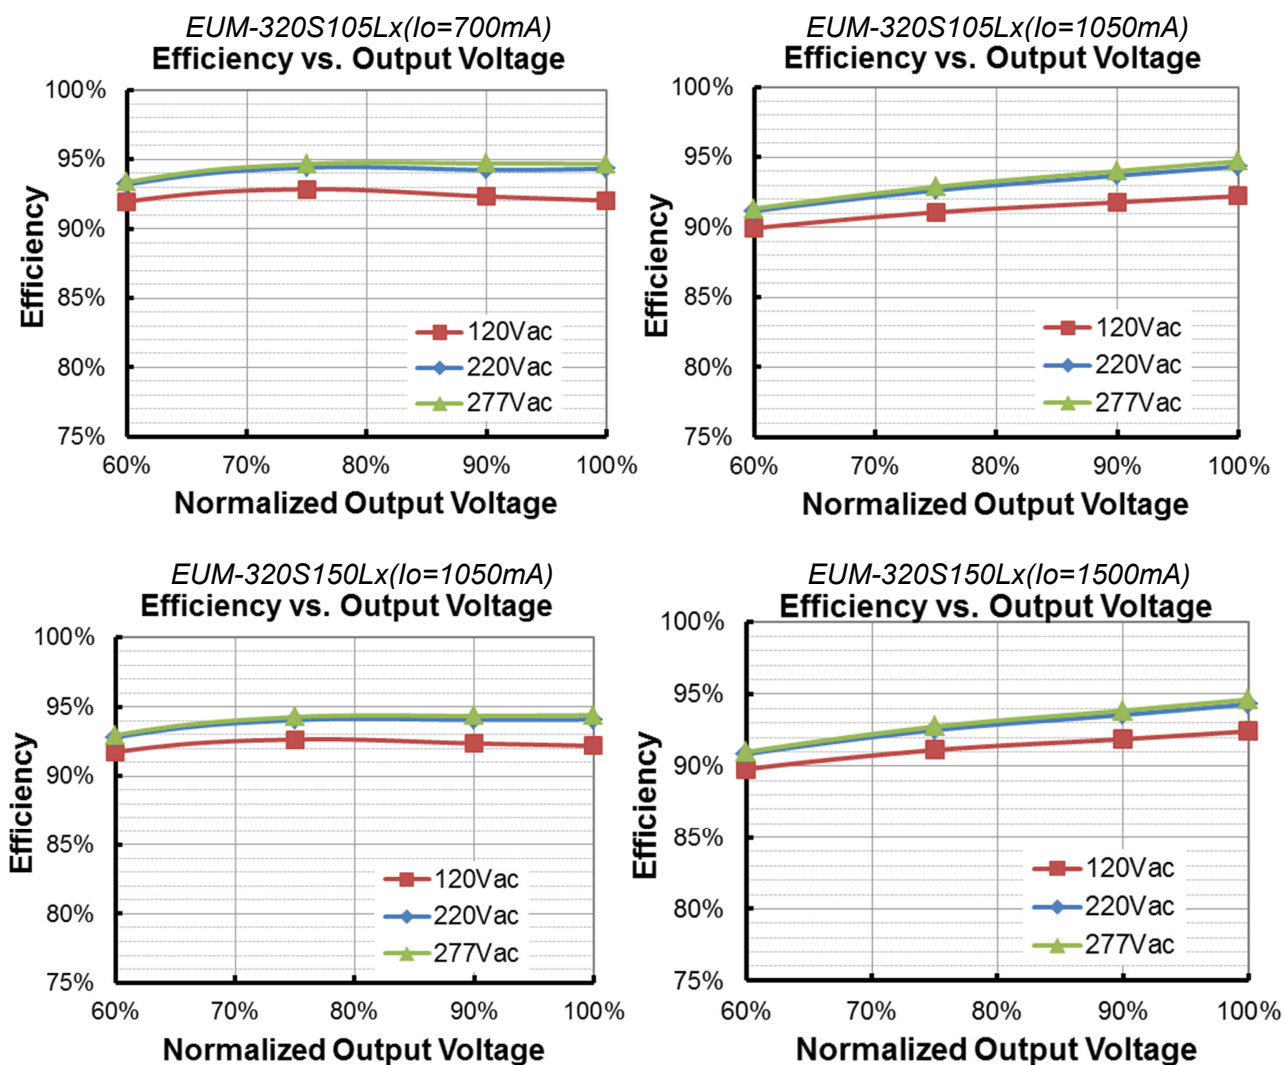 EUM-320S105Lx(Io=700mA)
Efficiency vs. Output Voltage
100%
95%
90%
85%
80%
75%
Efficiency
120Vac
220Vac
277Vac
60% 70% 80% 90% 100%
Normalized Output Voltage
EUM-320S105Lx(Io=1050mA)
Efficiency vs. Output Voltage
100%
95%
90%
85%
80%
75%
Efficiency
120Vac
220Vac
277Vac
60% 70% 80% 90% 100%
Normalized Output Voltage
EUM-320S150Lx(Io=1050mA)
Efficiency vs. Output Voltage
100%
95%
90%
85%
80%
75%
Efficiency
120Vac
220Vac
277Vac
60% 70% 80% 90% 100%
Normalized Output Voltage
EUM-320S150Lx(Io=1500mA)
Efficiency vs. Output Voltage
100%
95%
90%
85%
80%
75%
Efficiency
120Vac
220Vac
277Vac
60% 70% 80% 90% 100%
Normalized Output Voltage